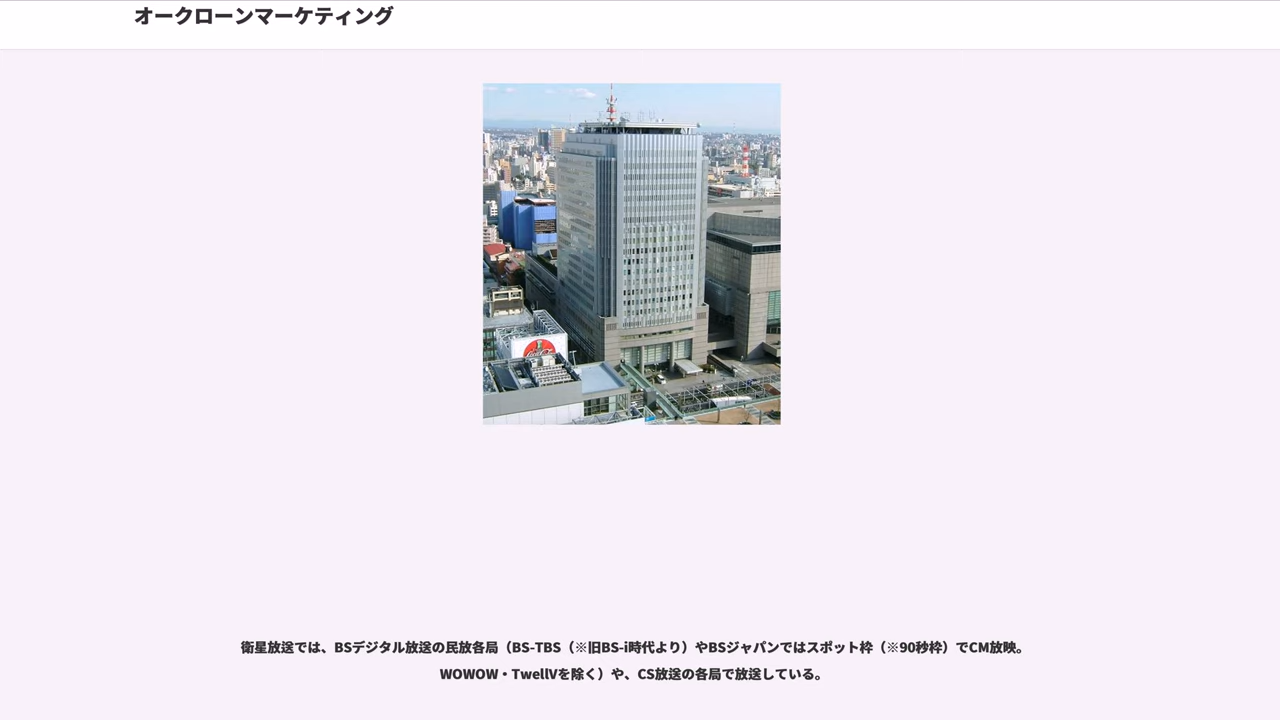 オークローンマーケティング
衛星放送では、BSデジタル放送の民放各局（BS-TBS（※旧BS-i時代より）やBSジャパンではスポット枠（※90秒枠）でCM放映。
WOWOW・TwellVを除く）や、CS放送の各局で放送している。